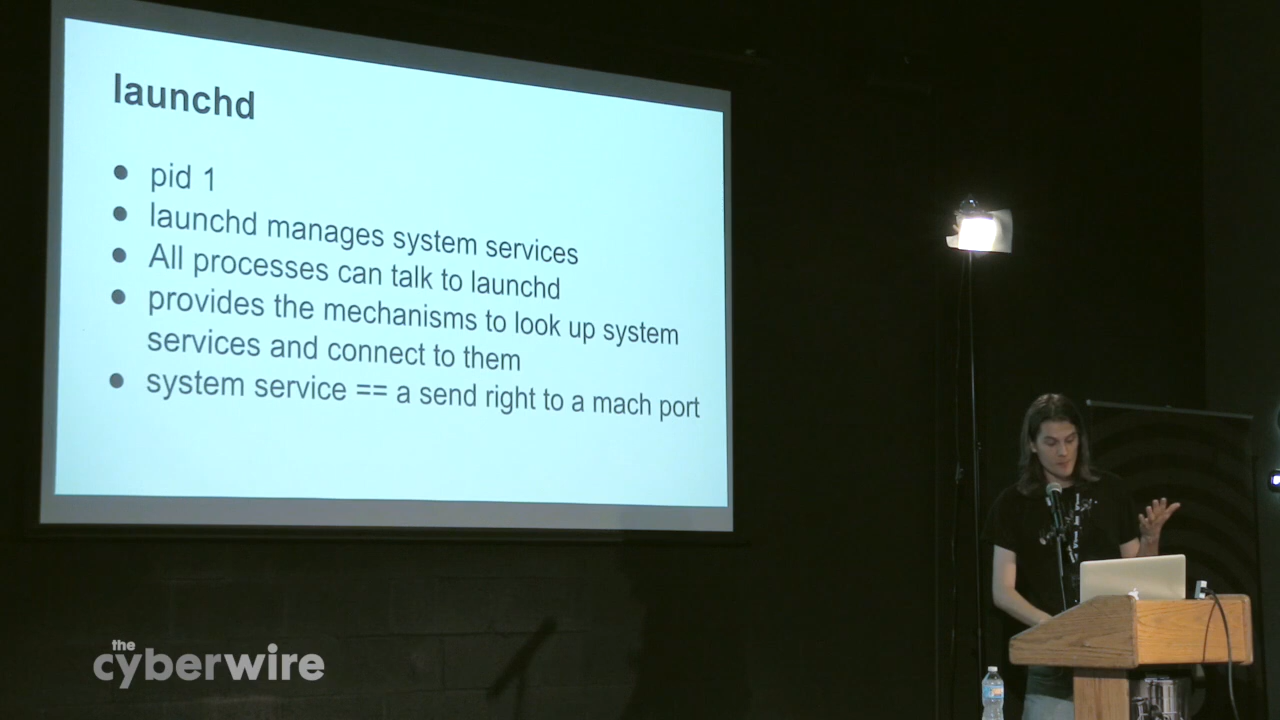 launchd
● pid 1
● launchd manages system services
● All processes can talk to launchd
● provides the mechanisms to look up system
services and connect to them
● system service == a send right to a mach port
the
cyberwire